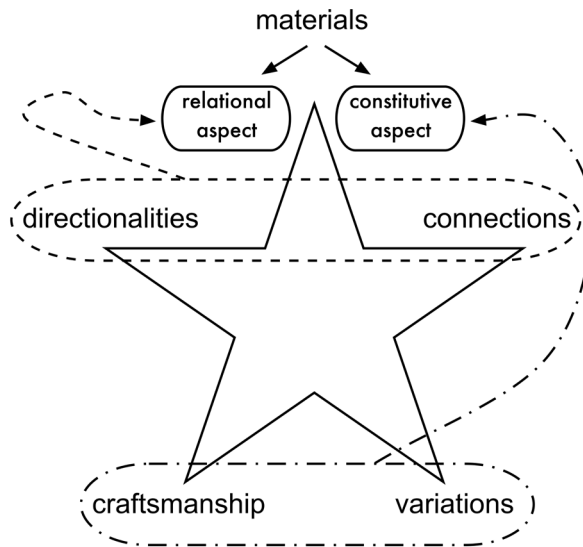 materials
relational
aspect
constitutive
aspect
directionalities
connections
craftsmanship
variations